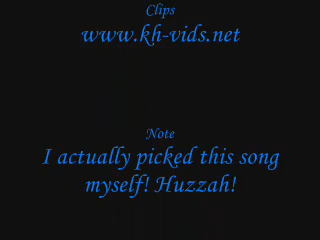 Clips
www.kh-vids.net
Note
I actually picked this song
myself! Huzzah!